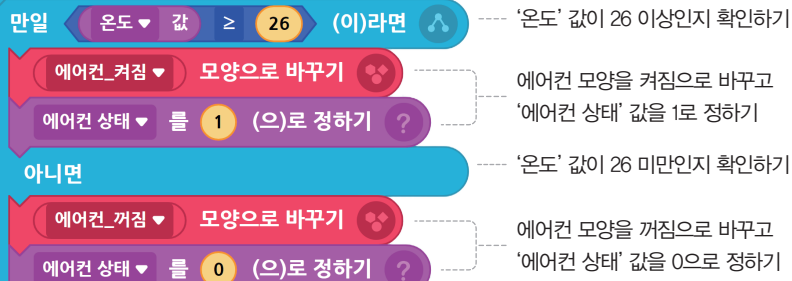 만일 온도 ▼ 값 ≥ 26 (이)라면
'온도' 값이 26 이상인지 확인하기
에어컨_켜짐 ▼ 모양으로 바꾸기
에어컨 상태 ▼ 를 1 (으)로 정하기 ?
에어컨 모양을 켜짐으로 바꾸고
'에어컨 상태' 값을 1로 정하기
아니면
'온도' 값이 26 미만인지 확인하기
에어컨_꺼짐 ▼ 모양으로 바꾸기
에어컨 상태 ▼ 를 0 (으)로 정하기 ?
에어컨 모양을 꺼짐으로 바꾸고
'에어컨 상태' 값을 0으로 정하기